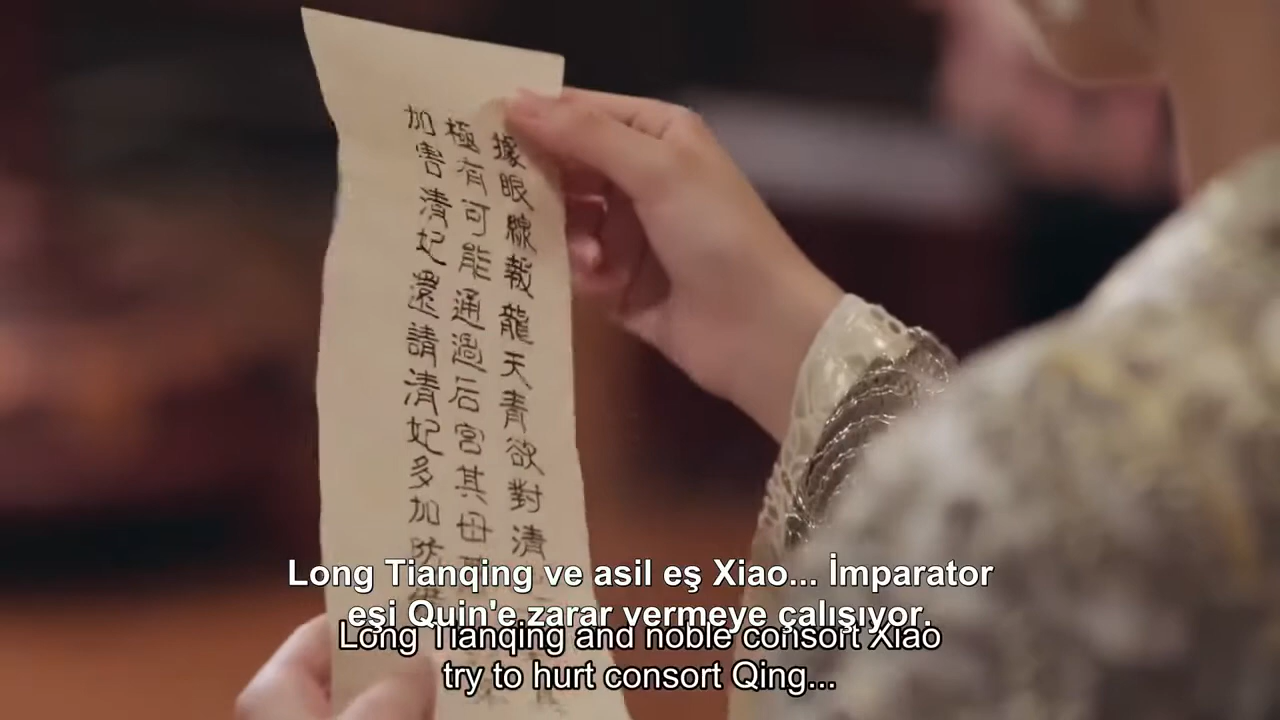 據眼線報龍天青欲對清
極有可能通過后宮其母
加害清妃還請清妃多加防
Long Tianqing ve asil eş Xiao... İmparator
eşi Quin'e zarar vermeye çalışıyor.
Long Tianqing and noble consort Xiao
try to hurt consort Qing...